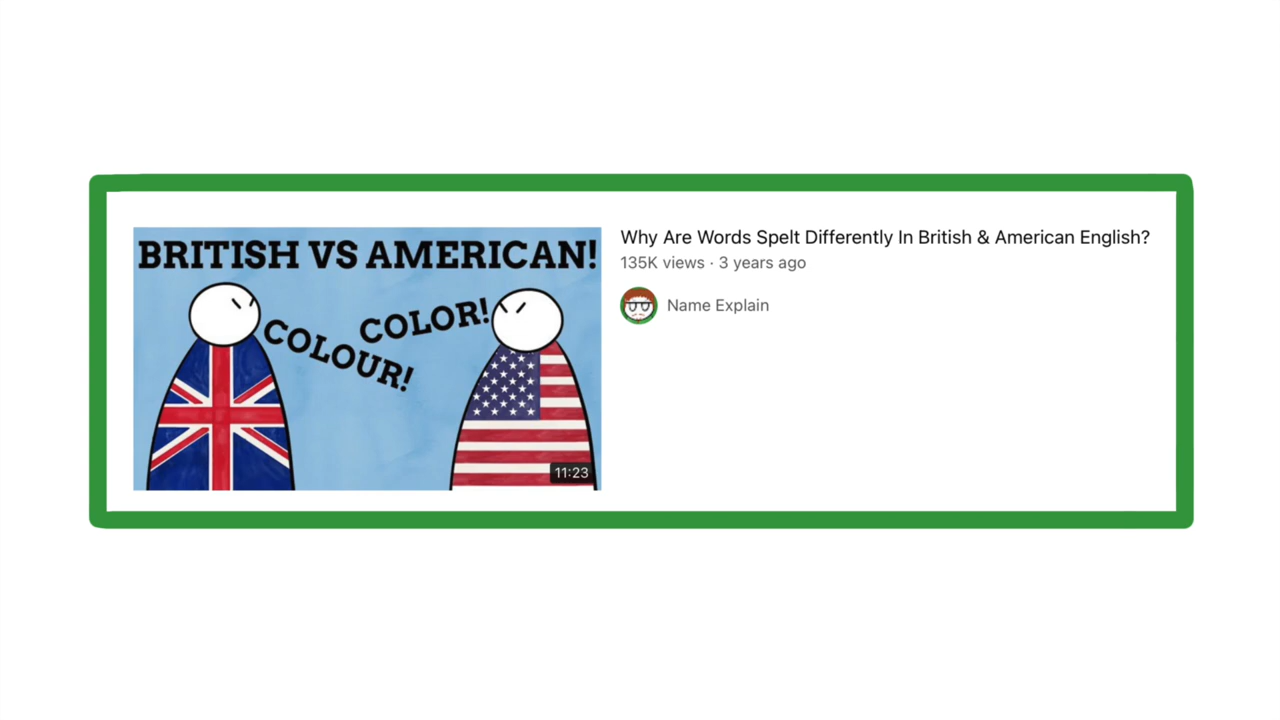 BRITISH VS AMERICAN!
COLOUR!
COLOR!
11:23
Why Are Words Spelt Differently In British & American English?
135K views · 3 years ago
Name Explain